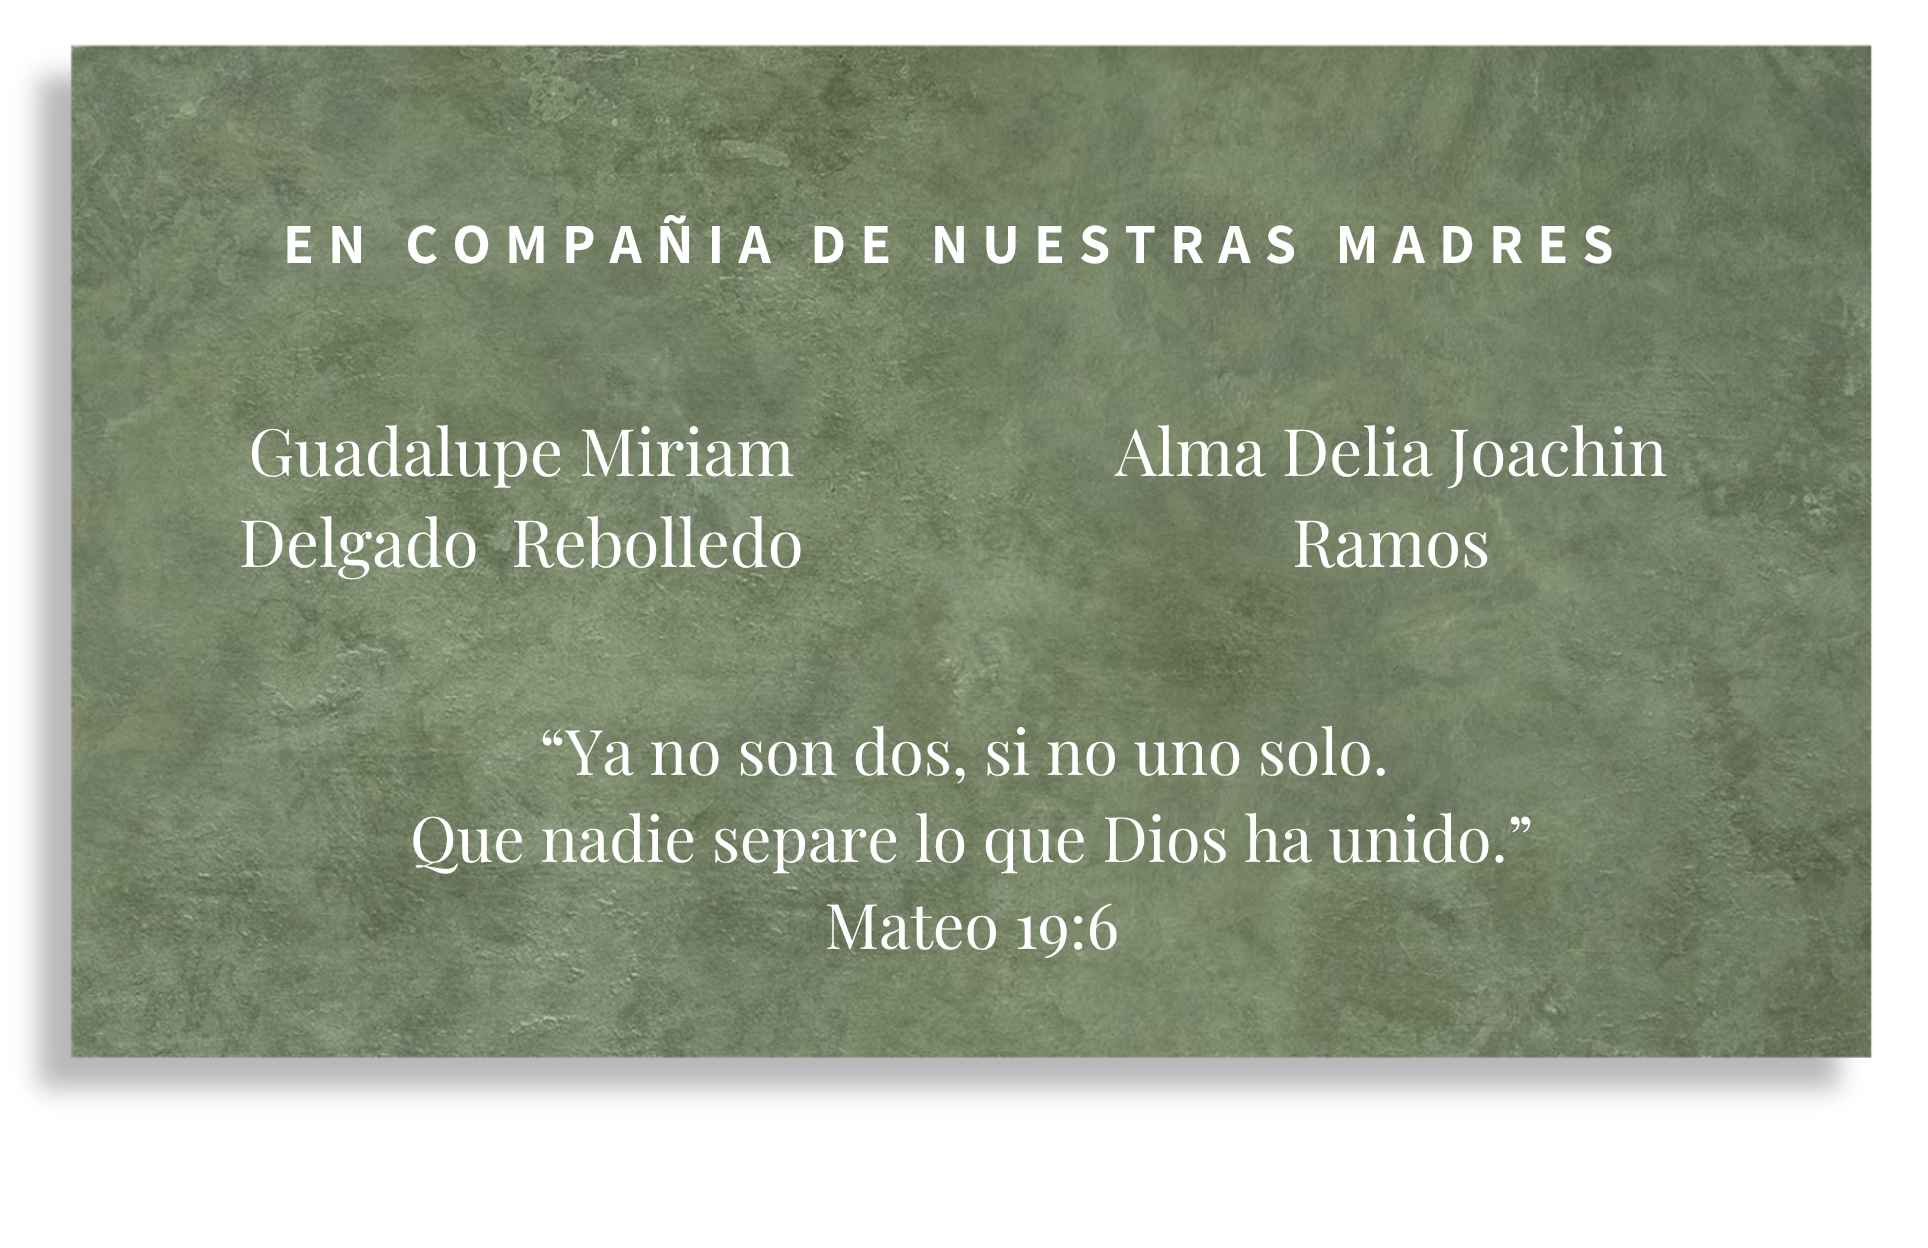 EN COMPAÑIA DE NUESTRAS MADRES
Guadalupe Miriam
Delgado  Rebolledo
Alma Delia Joachin
Ramos
“Ya no son dos, si no uno solo.
Que nadie separe lo que Dios ha unido.”
Mateo 19:6